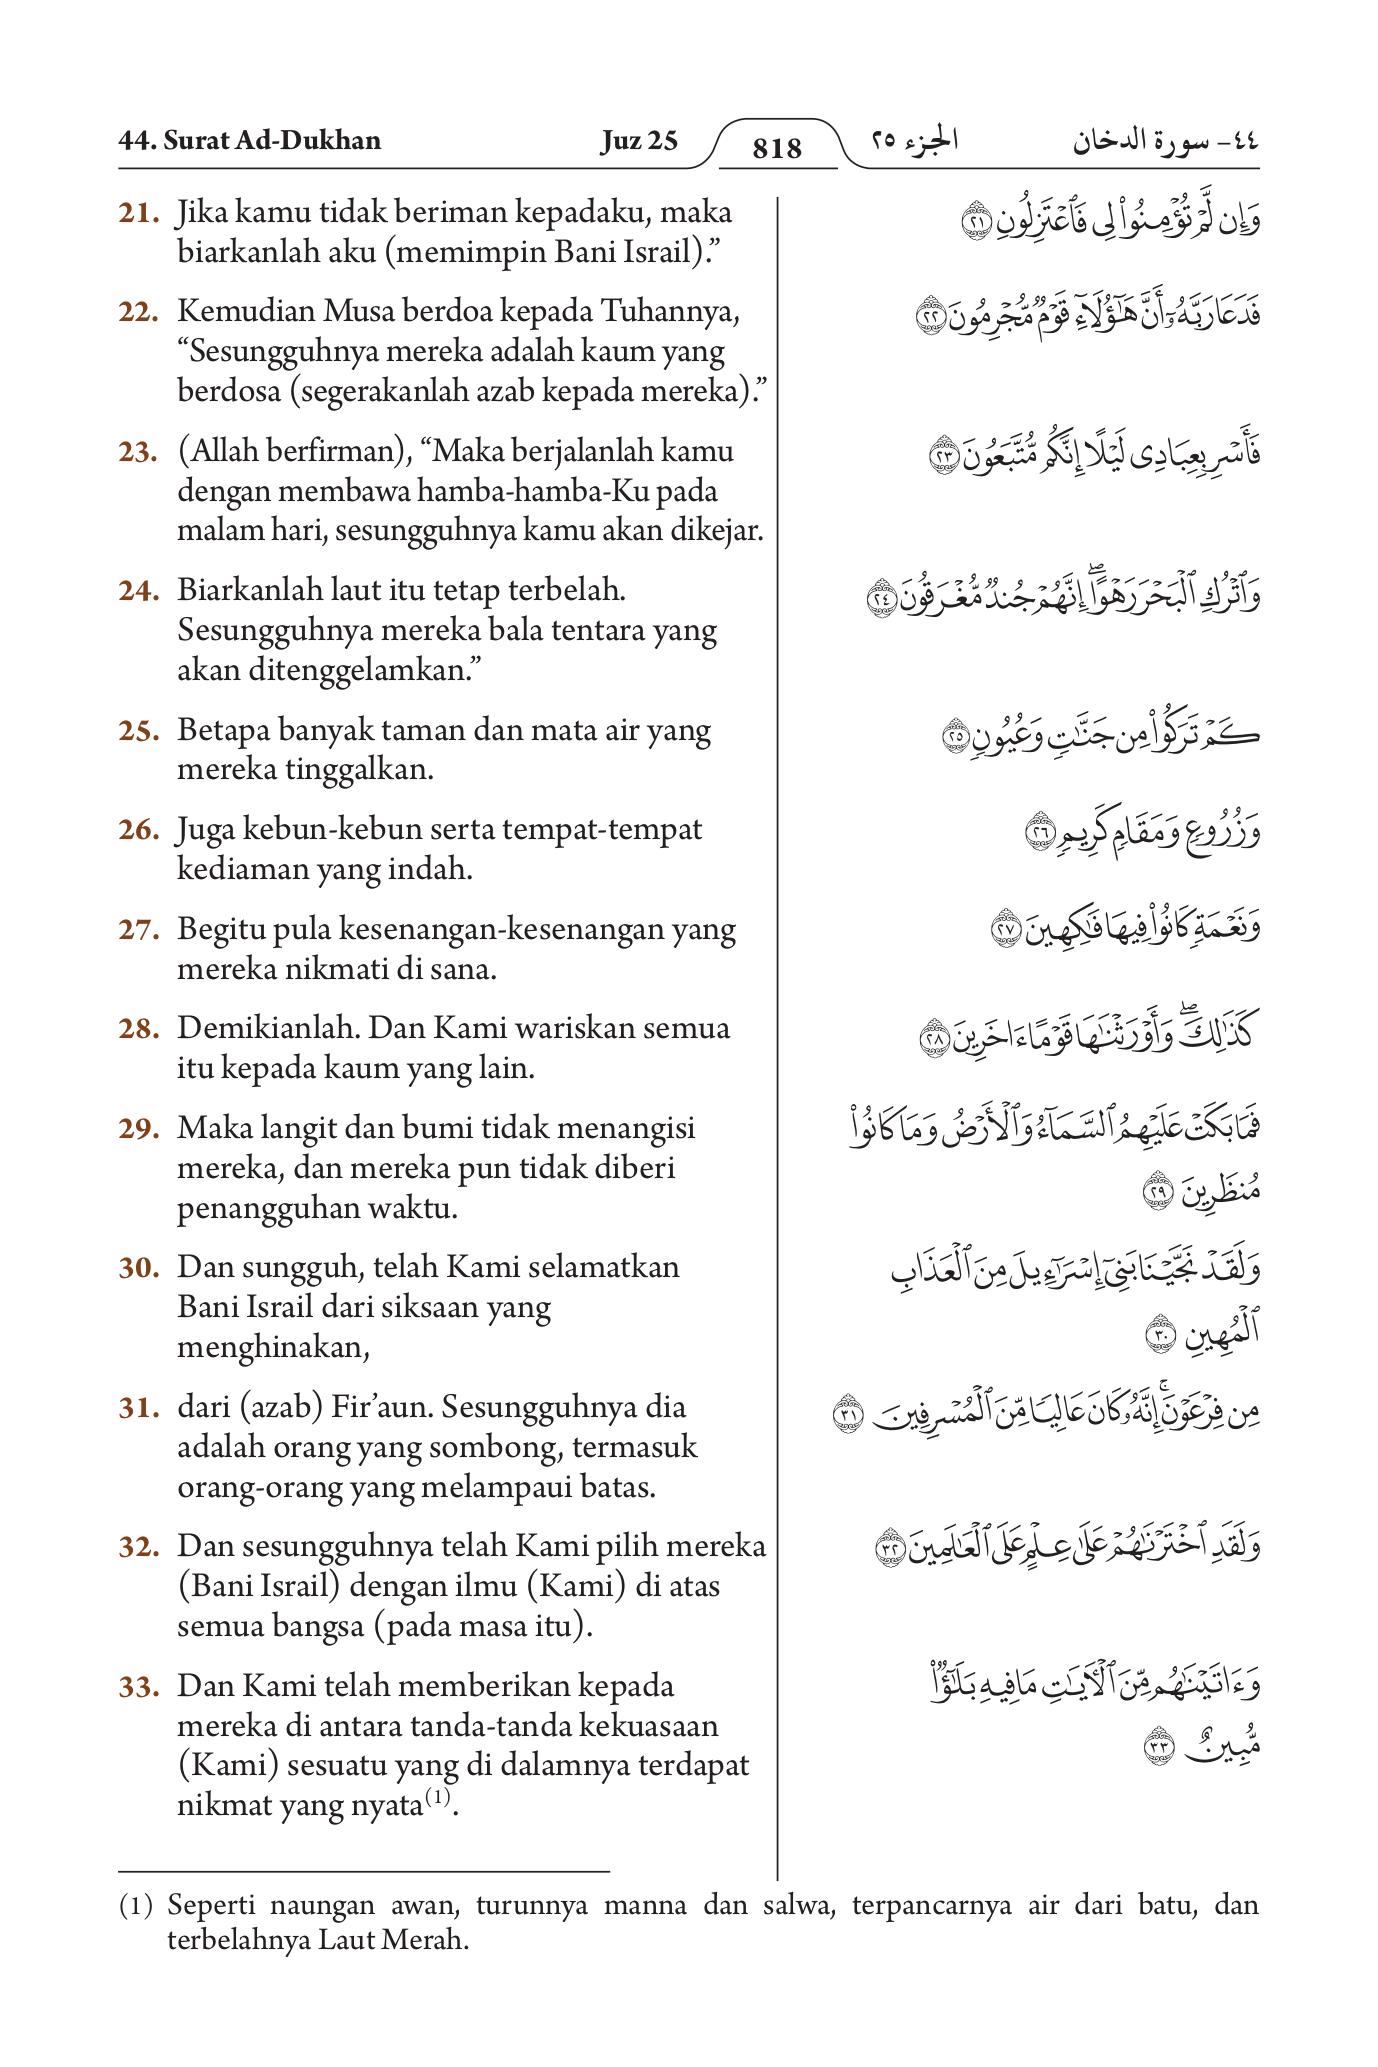 44. Surat Ad-Dukhan
Juz 25
818
الجزء ٢٥
٤٤- سورة الدخان
21. Jika kamu tidak beriman kepadaku, maka
biarkanlah aku (memimpin Bani Israil).”
22. Kemudian Musa berdoa kepada Tuhannya,
“Sesungguhnya mereka adalah kaum yang
berdosa (segerakanlah azab kepada mereka).”
23. (Allah berfirman), “Maka berjalanlah kamu
dengan membawa hamba-hamba-Ku pada
malam hari, sesungguhnya kamu akan dikejar.
24. Biarkanlah laut itu tetap terbelah.
Sesungguhnya mereka bala tentara yang
akan ditenggelamkan.”
25. Betapa banyak taman dan mata air yang
mereka tinggalkan.
26. Juga kebun-kebun serta tempat-tempat
kediaman yang indah.
27. Begitu pula kesenangan-kesenangan yang
mereka nikmati di sana.
28. Demikianlah. Dan Kami wariskan semua
itu kepada kaum yang lain.
29. Maka langit dan bumi tidak menangisi
mereka, dan mereka pun tidak diberi
penangguhan waktu.
30. Dan sungguh, telah Kami selamatkan
Bani Israil dari siksaan yang
menghinakan,
31. dari (azab) Fir’aun. Sesungguhnya dia
adalah orang yang sombong, termasuk
orang-orang yang melampaui batas.
32. Dan sesungguhnya telah Kami pilih mereka
(Bani Israil) dengan ilmu (Kami) di atas
semua bangsa (pada masa itu).
33. Dan Kami telah memberikan kepada
mereka di antara tanda-tanda kekuasaan
(Kami) sesuatu yang di dalamnya terdapat
nikmat yang nyata(1).
وَإِن لَّمْ تُؤْمِنُوا۟ لِى فَٱعْتَزِلُونِ ٢١
فَدَعَا رَبَّهُۥٓ أَنَّ هَـٰٓؤُلَآءِ قَوْمٌ مُّجْرِمُونَ ٢٢
فَأَسْرِ بِعِبَادِى لَيْلًا إِنَّكُم مُّتَّبَعُونَ ٢٣
وَٱتْرُكِ ٱلْبَحْرَ رَهْوًا ۖ إِنَّهُمْ جُندٌ مُّغْرَقُونَ ٢٤
كَمْ تَرَكُوا۟ مِن جَنَّـٰتٍ وَعُيُونٍ ٢٥
وَزُرُوعٍ وَمَقَامٍ كَرِيمٍ ٢٦
وَنَعْمَةٍ كَانُوا۟ فِيهَا فَـٰكِهِينَ ٢٧
كَذَٰلِكَ ۖ وَأَوْرَثْنَـٰهَا قَوْمًا ءَاخَرِينَ ٢٨
فَمَا بَكَتْ عَلَيْهِمُ ٱلسَّمَآءُ وَٱلْأَرْضُ وَمَا كَانُوا۟
مُنظَرِينَ ٢٩
وَلَقَدْ نَجَّيْنَا بَنِىٓ إِسْرَٰٓءِيلَ مِنَ ٱلْعَذَابِ
ٱلْمُهِينِ ٣٠
مِن فِرْعَوْنَ ۚ إِنَّهُۥ كَانَ عَالِيًا مِّنَ ٱلْمُسْرِفِينَ ٣١
وَلَقَدِ ٱخْتَرْنَـٰهُمْ عَلَىٰ عِلْمٍ عَلَى ٱلْعَـٰلَمِينَ ٣٢
وَءَاتَيْنَـٰهُم مِّنَ ٱلْـَٔايَـٰتِ مَا فِيهِ بَلَـٰٓؤٌا۟
مُّبِينٌ ٣٣
(1) Seperti naungan awan, turunnya manna dan salwa, terpancarnya air dari batu, dan
terbelahnya Laut Merah.